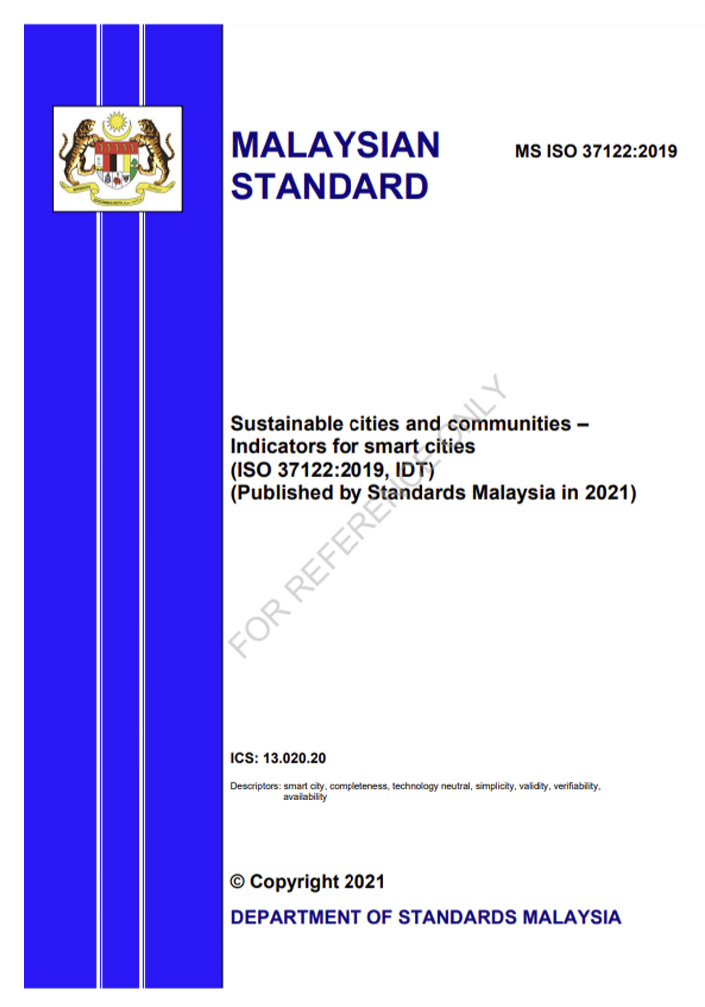 MALAYSIAN
STANDARD
MS ISO 37122:2019
Sustainable cities and communities –
Indicators for smart cities
(ISO 37122:2019, IDT)
(Published by Standards Malaysia in 2021)
FOR REFERENCE ONLY
ICS: 13.020.20
Descriptors: smart city, completeness, technology neutral, simplicity, validity, verifiability,
availability
© Copyright 2021
DEPARTMENT OF STANDARDS MALAYSIA